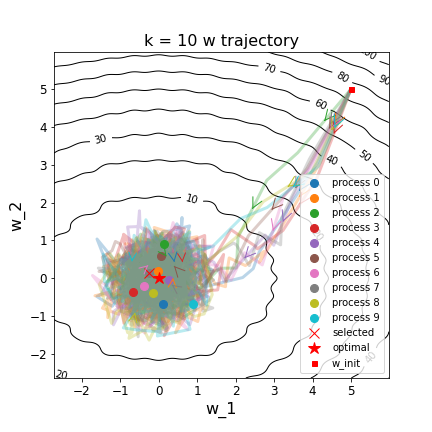 k = 10 w trajectory
70
80
90
60
50
30
40
10
20
40
w_2
5
4
3
2
1
0
−1
−2
−2
−1
0
1
2
3
4
5
w_1
process 0
process 1
process 2
process 3
process 4
process 5
process 6
process 7
process 8
process 9
selected
optimal
w_init